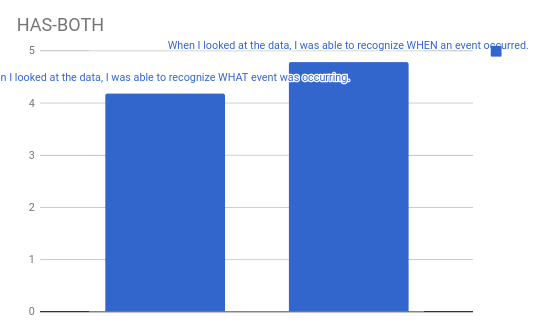 HAS-BOTH
When I looked at the data, I was able to recognize WHEN an event occurred.
5
n I looked at the data, I was able to recognize WHAT event was occurring.
4
3
2
1
0